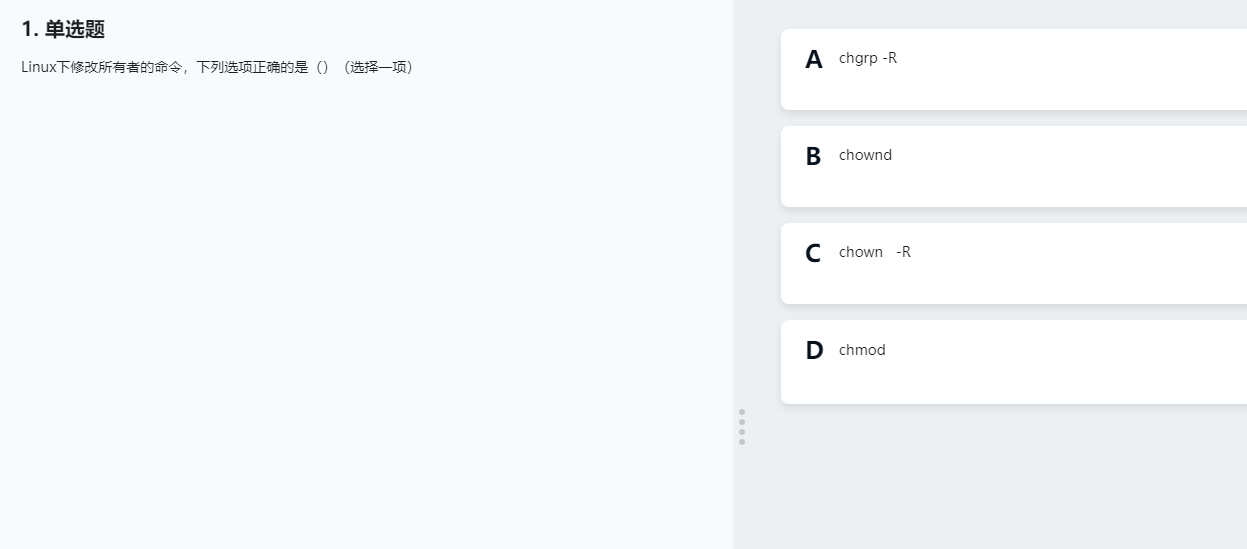 1. 单选题
Linux下修改所有者的命令，下列选项正确的是（）（选择一项）
A chgrp -R
B chownd
C chown   -R
D chmod